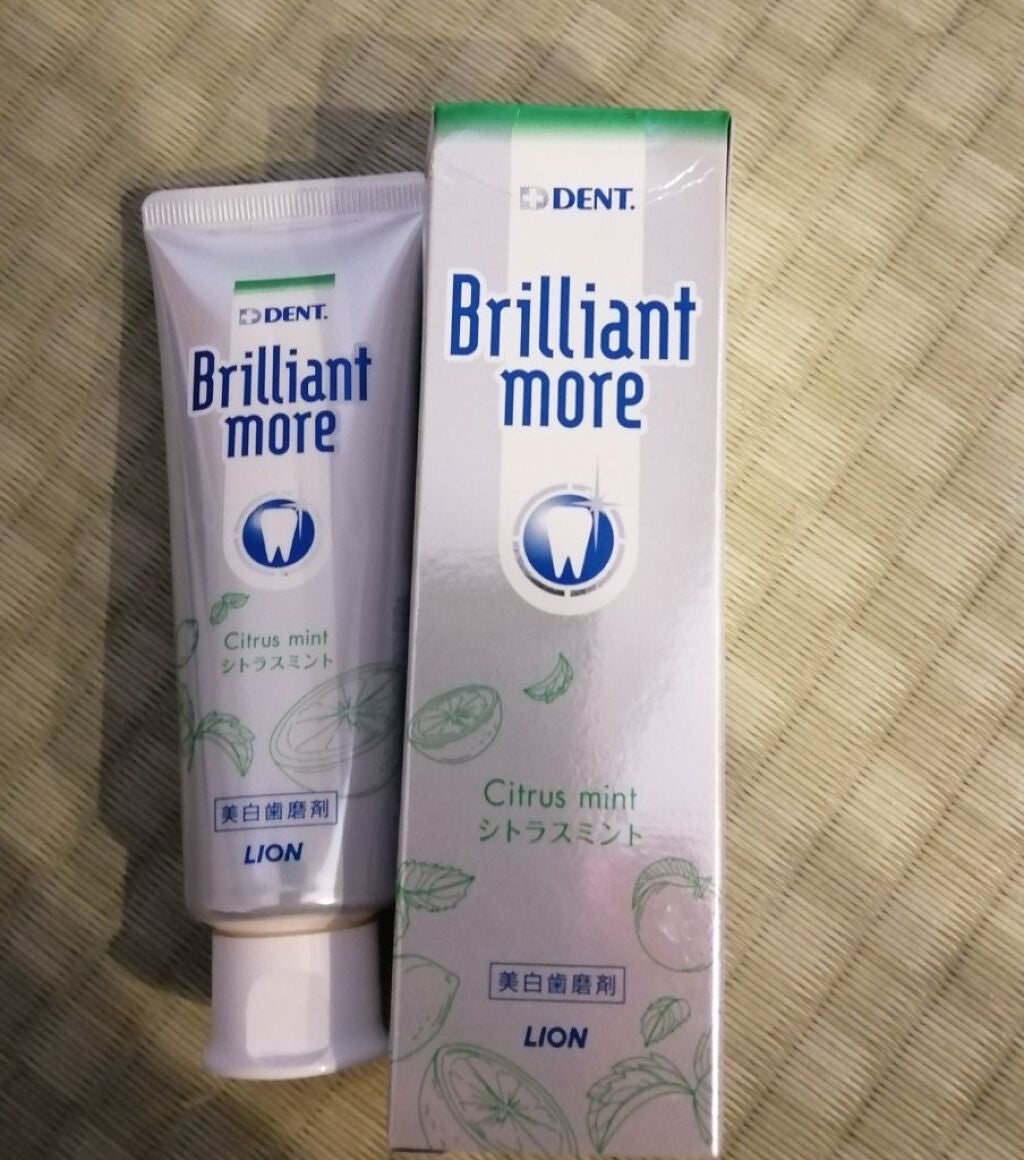 DENT.
Brilliant
more
Citrus mint
シトラスミント
美白歯磨剤
LION
DENT.
Brilliant
more
Citrus mint
シトラスミント
美白歯磨剤
LION